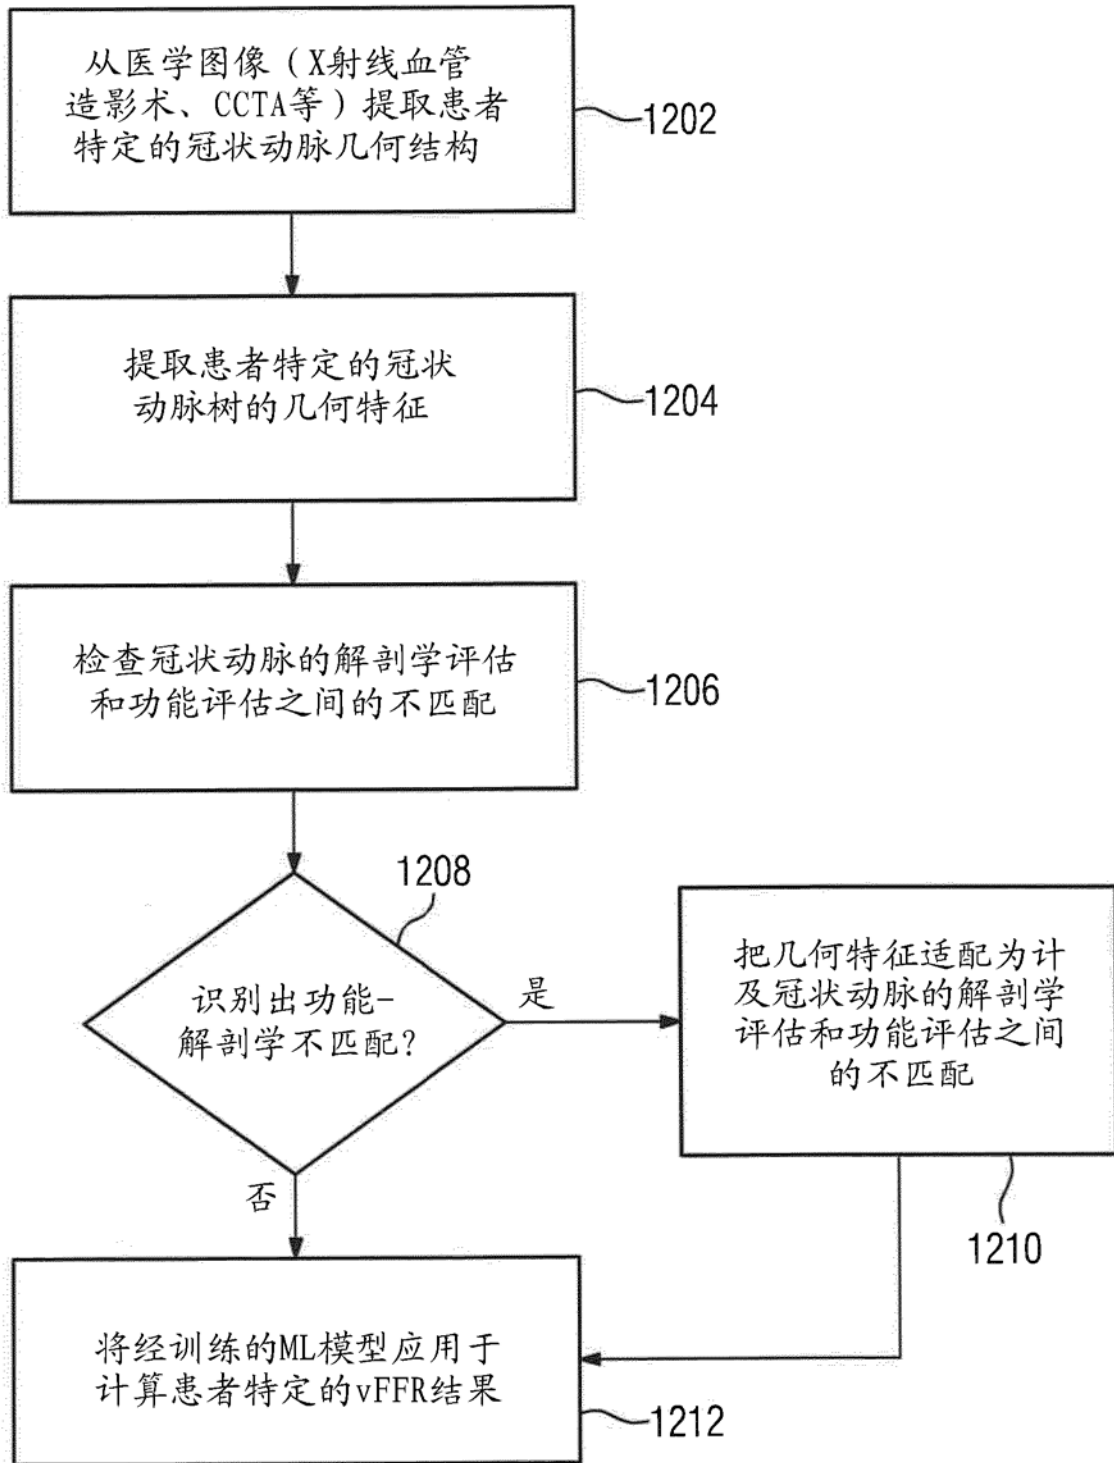 从医学图像（X射线血管
造影术、CCTA等）提取患者
特定的冠状动脉几何结构
1202
提取患者特定的冠状
动脉树的几何特征
1204
检查冠状动脉的解剖学评估
和功能评估之间的不匹配
1206
1208
识别出功能-
解剖学不匹配?
是
把几何特征适配为计
及冠状动脉的解剖学
评估和功能评估之间
的不匹配
1210
否
将经训练的ML模型应用于
计算患者特定的vFFR结果
1212